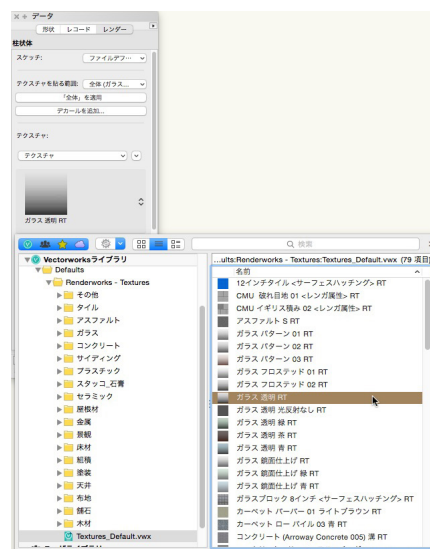 データ
形状 レコード レンダー
柱状体
スケッチ: ファイルデフ…
テクスチャを貼る範囲: 全体 (ガラス...
「全体」を適用
デカールを追加...
テクスチャ:
テクスチャ
ガラス 透明 RT
検索
Vectorworksライブラリ
Defaults
Renderworks - Textures
その他
タイル
アスファルト
ガラス
コンクリート
サイディング
プラスチック
スタッコ_石膏
セラミック
屋根材
金属
景観
床材
組積
塗装
天井
布地
舗石
木材
Textures_Default.vwx
...ults:Renderworks - Textures:Textures_Default.vwx (79 項目)
名前
12インチタイル <サーフェスハッチング> RT
CMU 破れ目地 01 <レンガ属性> RT
CMU イギリス積み 02 <レンガ属性> RT
アスファルト S RT
ガラス パターン 01 RT
ガラス パターン 02 RT
ガラス パターン 03 RT
ガラス フロステッド 01 RT
ガラス フロステッド 02 RT
ガラス 透明 RT
ガラス 透明 光反射なし RT
ガラス 透明 緑 RT
ガラス 透明 茶 RT
ガラス 透明 青 RT
ガラス 鏡面仕上げ RT
ガラス 鏡面仕上げ 緑 RT
ガラス 鏡面仕上げ 青 RT
ガラスブロック 8インチ <サーフェスハッチング> RT
カーペット バーバー 01 ライトブラウン RT
カーペット ロー パイル 03 青 RT
コンクリート (Arroway Concrete 005) 溝 RT